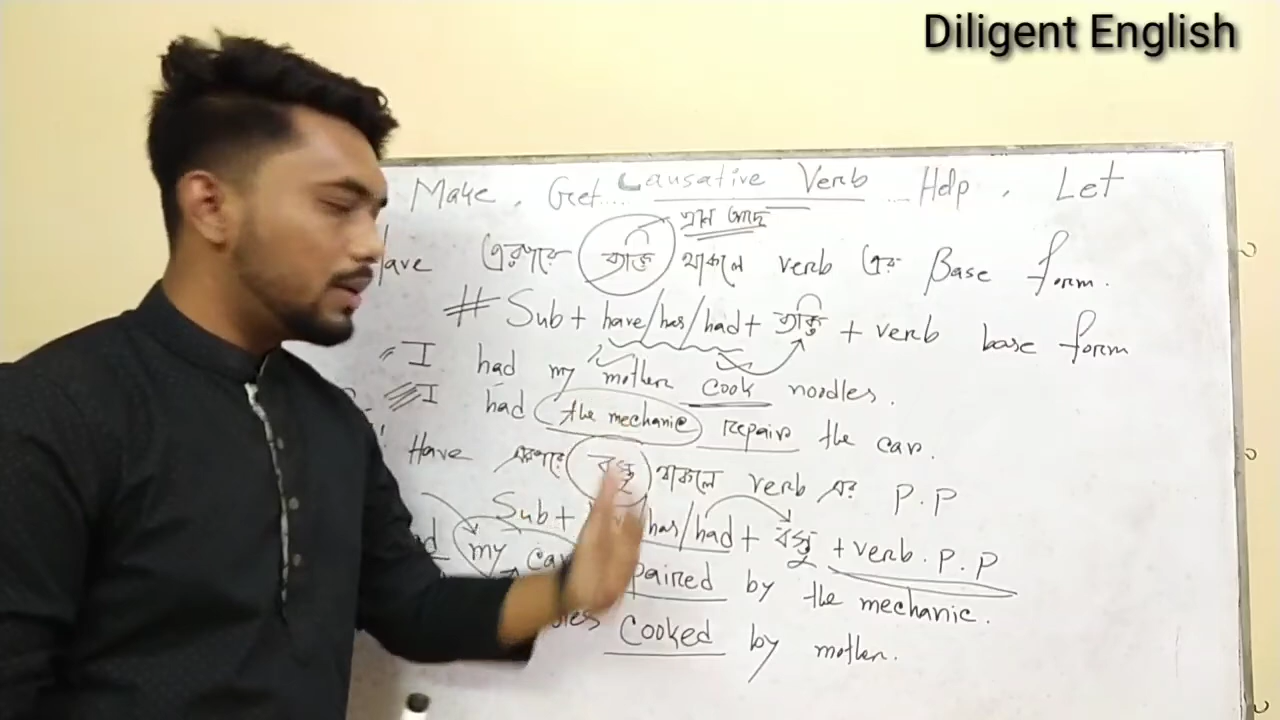 Diligent English
Make, Get.... Causative Verb ....Help, Let
প্রাণ আছে
Have এরপরে ব্যক্তি থাকলে verb এর Base form.
# Sub + have/has/had + ব্যক্তি + verb base form
I had my mother cook noodles.
I had the mechanic repair the car.
Have এরপরে বস্তু থাকলে verb এর P.P
Sub + has/had + বস্তু + verb. P.P
my car paired by the mechanic.
Cooked by mother.